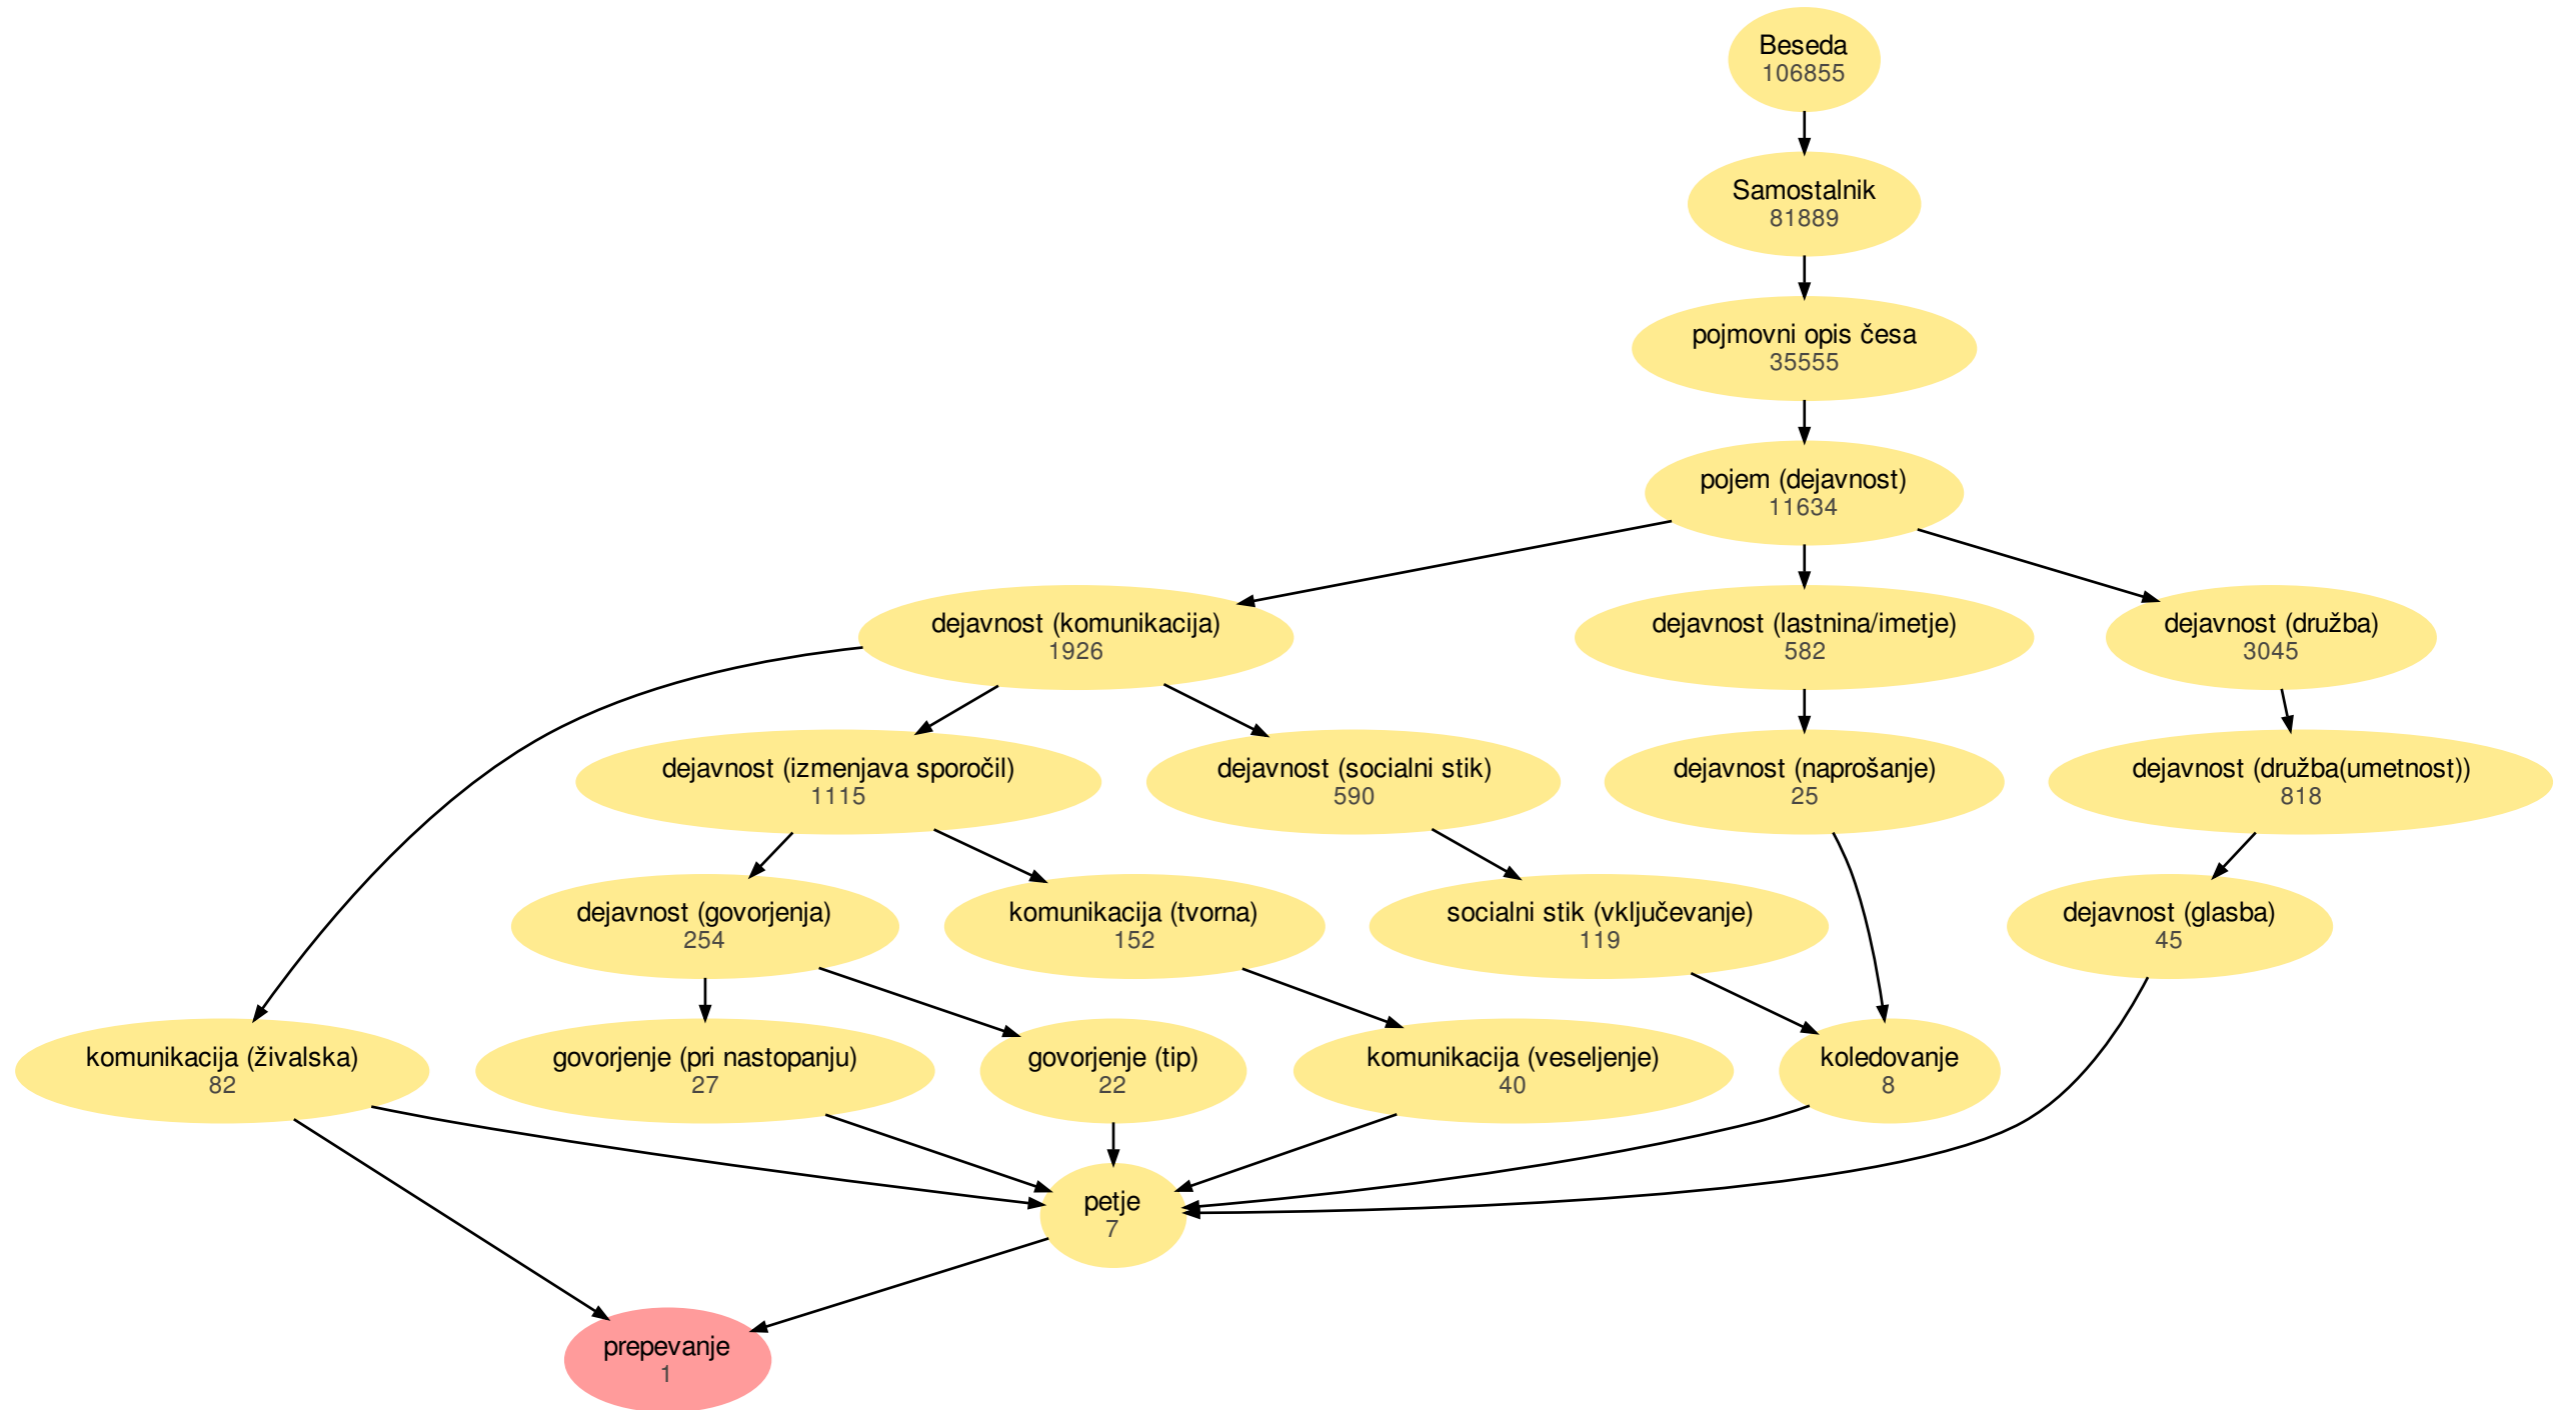 Beseda
106855
Samostalnik
81889
pojmovni opis česa
35555
pojem (dejavnost)
11634
dejavnost (komunikacija)
1926
dejavnost (lastnina/imetje)
582
dejavnost (družba)
3045
dejavnost (izmenjava sporočil)
1115
dejavnost (socialni stik)
590
dejavnost (naprošanje)
25
dejavnost (družba(umetnost))
818
dejavnost (govorjenja)
254
komunikacija (tvorna)
152
socialni stik (vključevanje)
119
dejavnost (glasba)
45
komunikacija (živalska)
82
govorjenje (pri nastopanju)
27
govorjenje (tip)
22
komunikacija (veseljenje)
40
koledovanje
8
petje
7
prepevanje
1